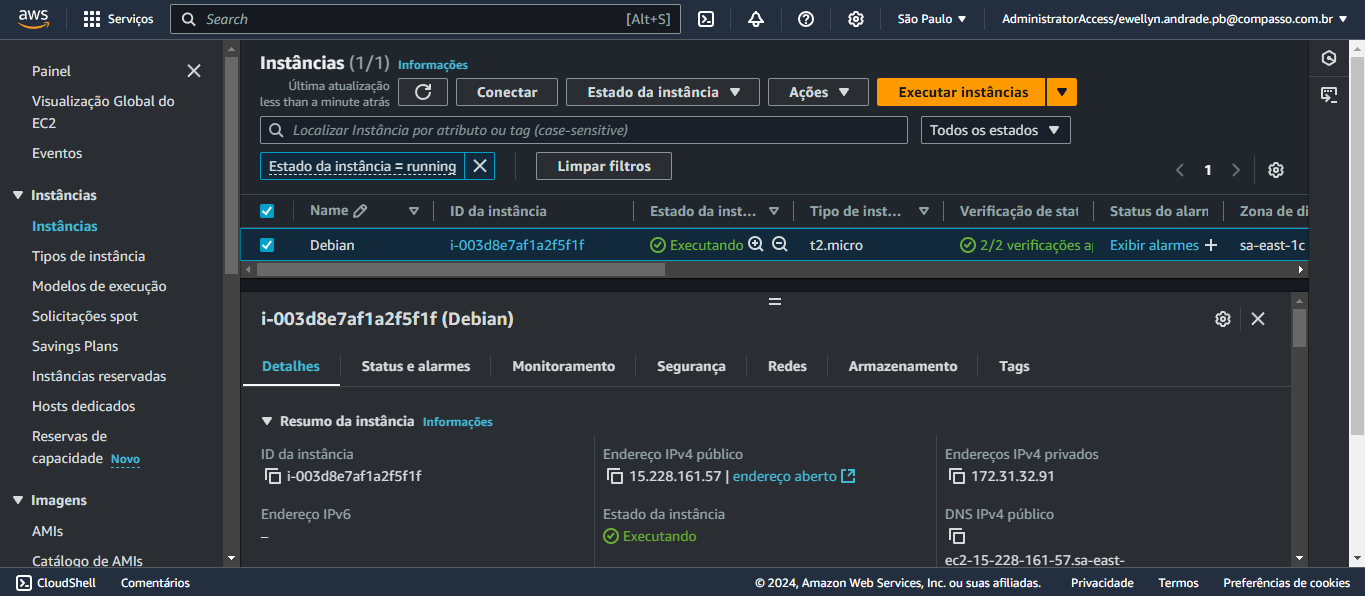 aws
Serviços
Search
[Alt+S]
São Paulo
AdministratorAccess/ewellyn.andrade.pb@compasso.com.br
Painel
Visualização Global do
EC2
Eventos
Instâncias
Instâncias
Tipos de instância
Modelos de execução
Solicitações spot
Savings Plans
Instâncias reservadas
Hosts dedicados
Reservas de
capacidade Novo
Imagens
AMIs
Catálogo de AMIs
Instâncias (1/1) Informações
Última atualização
less than a minute atrás
Conectar
Estado da instância
Ações
Executar instâncias
Localizar Instância por atributo ou tag (case-sensitive)
Todos os estados
Estado da instância = running
Limpar filtros
1
Name
ID da instância
Estado da inst...
Tipo de inst...
Verificação de stat
Status do alarn
Zona de di
Debian
i-003d8e7af1a2f5f1f
Executando
t2.micro
2/2 verificações a
Exibir alarmes
sa-east-1c
i-003d8e7af1a2f5f1f (Debian)
Detalhes
Status e alarmes
Monitoramento
Segurança
Redes
Armazenamento
Tags
Resumo da instância Informações
ID da instância
i-003d8e7af1a2f5f1f
Endereço IPv4 público
15.228.161.57 | endereço aberto
Endereços IPv4 privados
172.31.32.91
Endereço IPv6
–
Estado da instância
Executando
DNS IPv4 público
ec2-15-228-161-57.sa-east-
CloudShell
Comentários
© 2024, Amazon Web Services, Inc. ou suas afiliadas.
Privacidade
Termos
Preferências de cookies